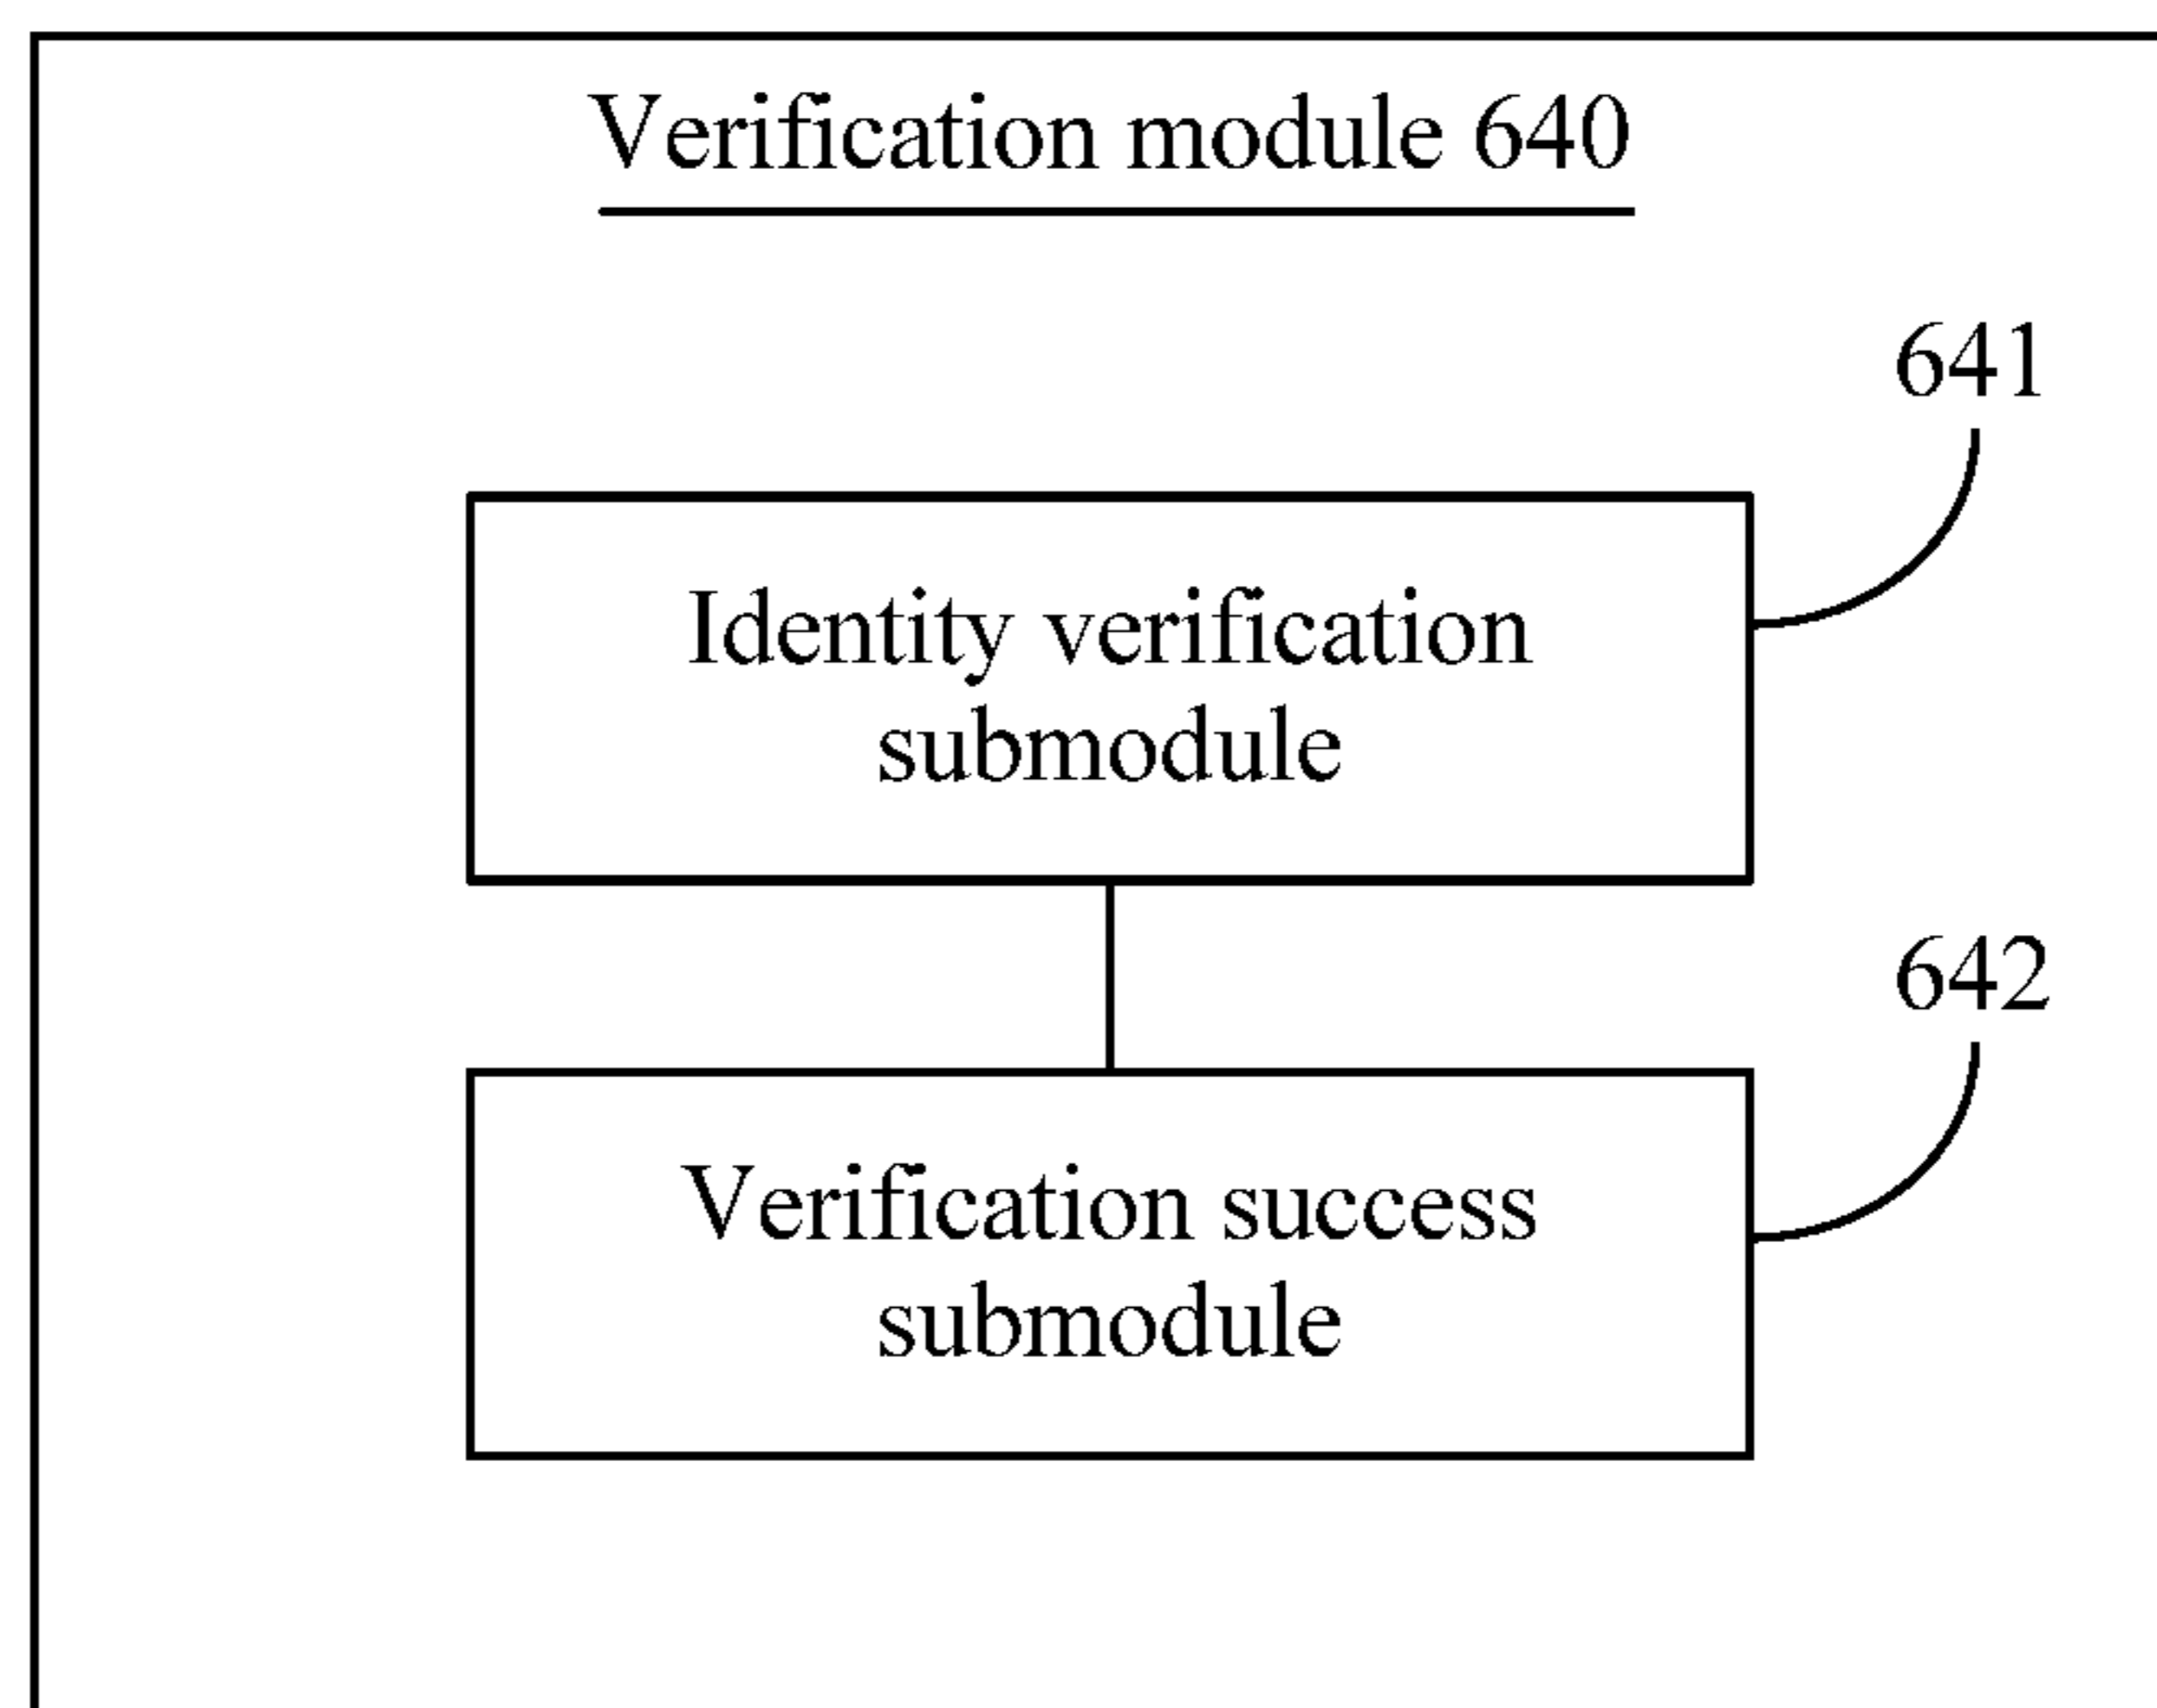 Verification module 640
641
Identity verification
submodule
642
Verification success
submodule